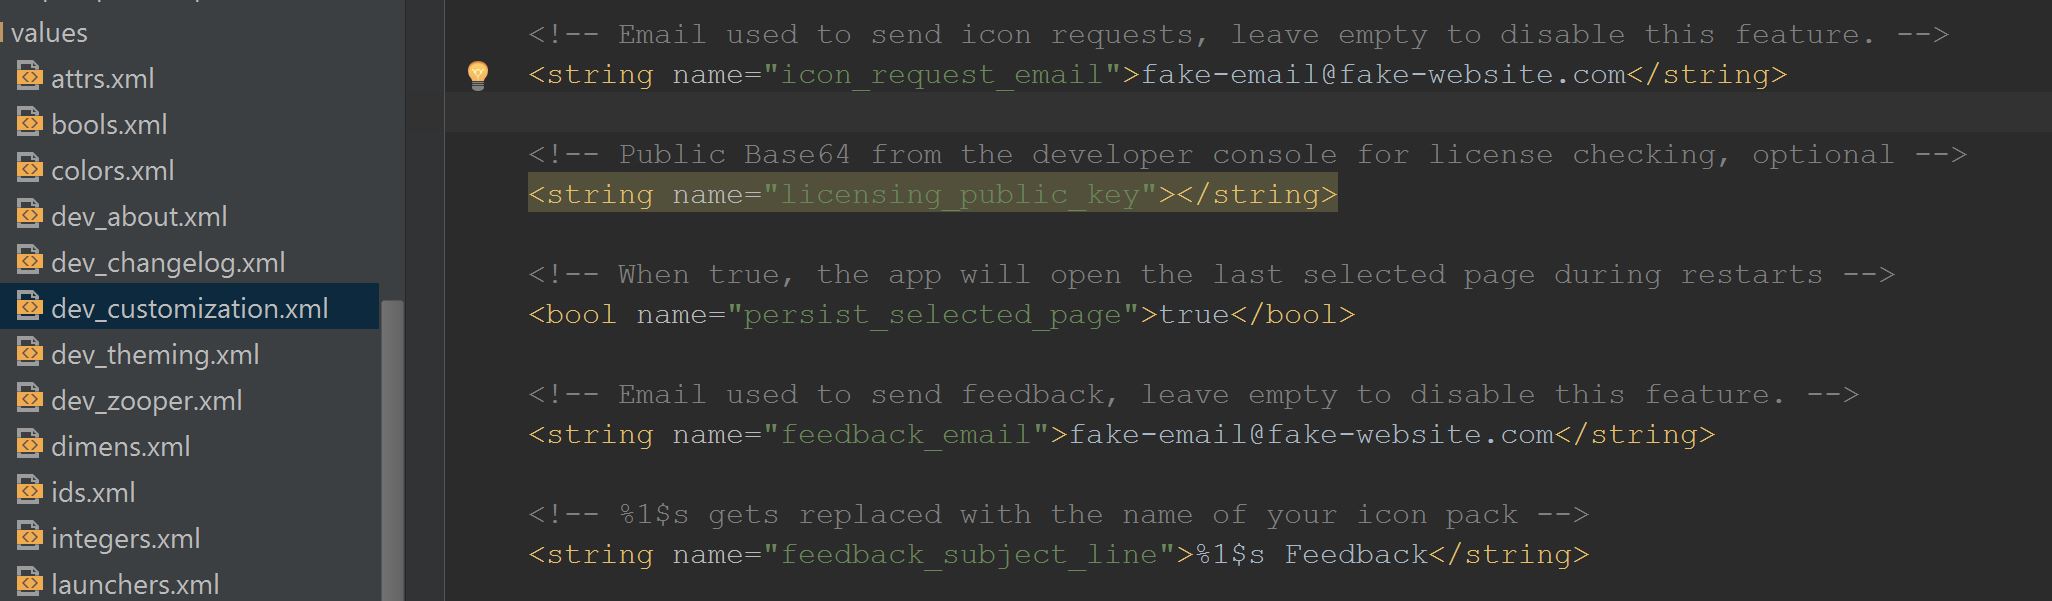 values
attrs.xml
bools.xml
colors.xml
dev_about.xml
dev_changelog.xml
dev_customization.xml
dev_theming.xml
dev_zooper.xml
dimens.xml
ids.xml
integers.xml
launchers.xml
<!-- Email used to send icon requests, leave empty to disable this feature. -->
<string name="icon_request_email">fake-email@fake-website.com</string>
<!-- Public Base64 from the developer console for license checking, optional -->
<string name="licensing_public_key"></string>
<!-- When true, the app will open the last selected page during restarts -->
<bool name="persist_selected_page">true</bool>
<!-- Email used to send feedback, leave empty to disable this feature. -->
<string name="feedback_email">fake-email@fake-website.com</string>
<!-- %1$s gets replaced with the name of your icon pack -->
<string name="feedback_subject_line">%1$s Feedback</string>